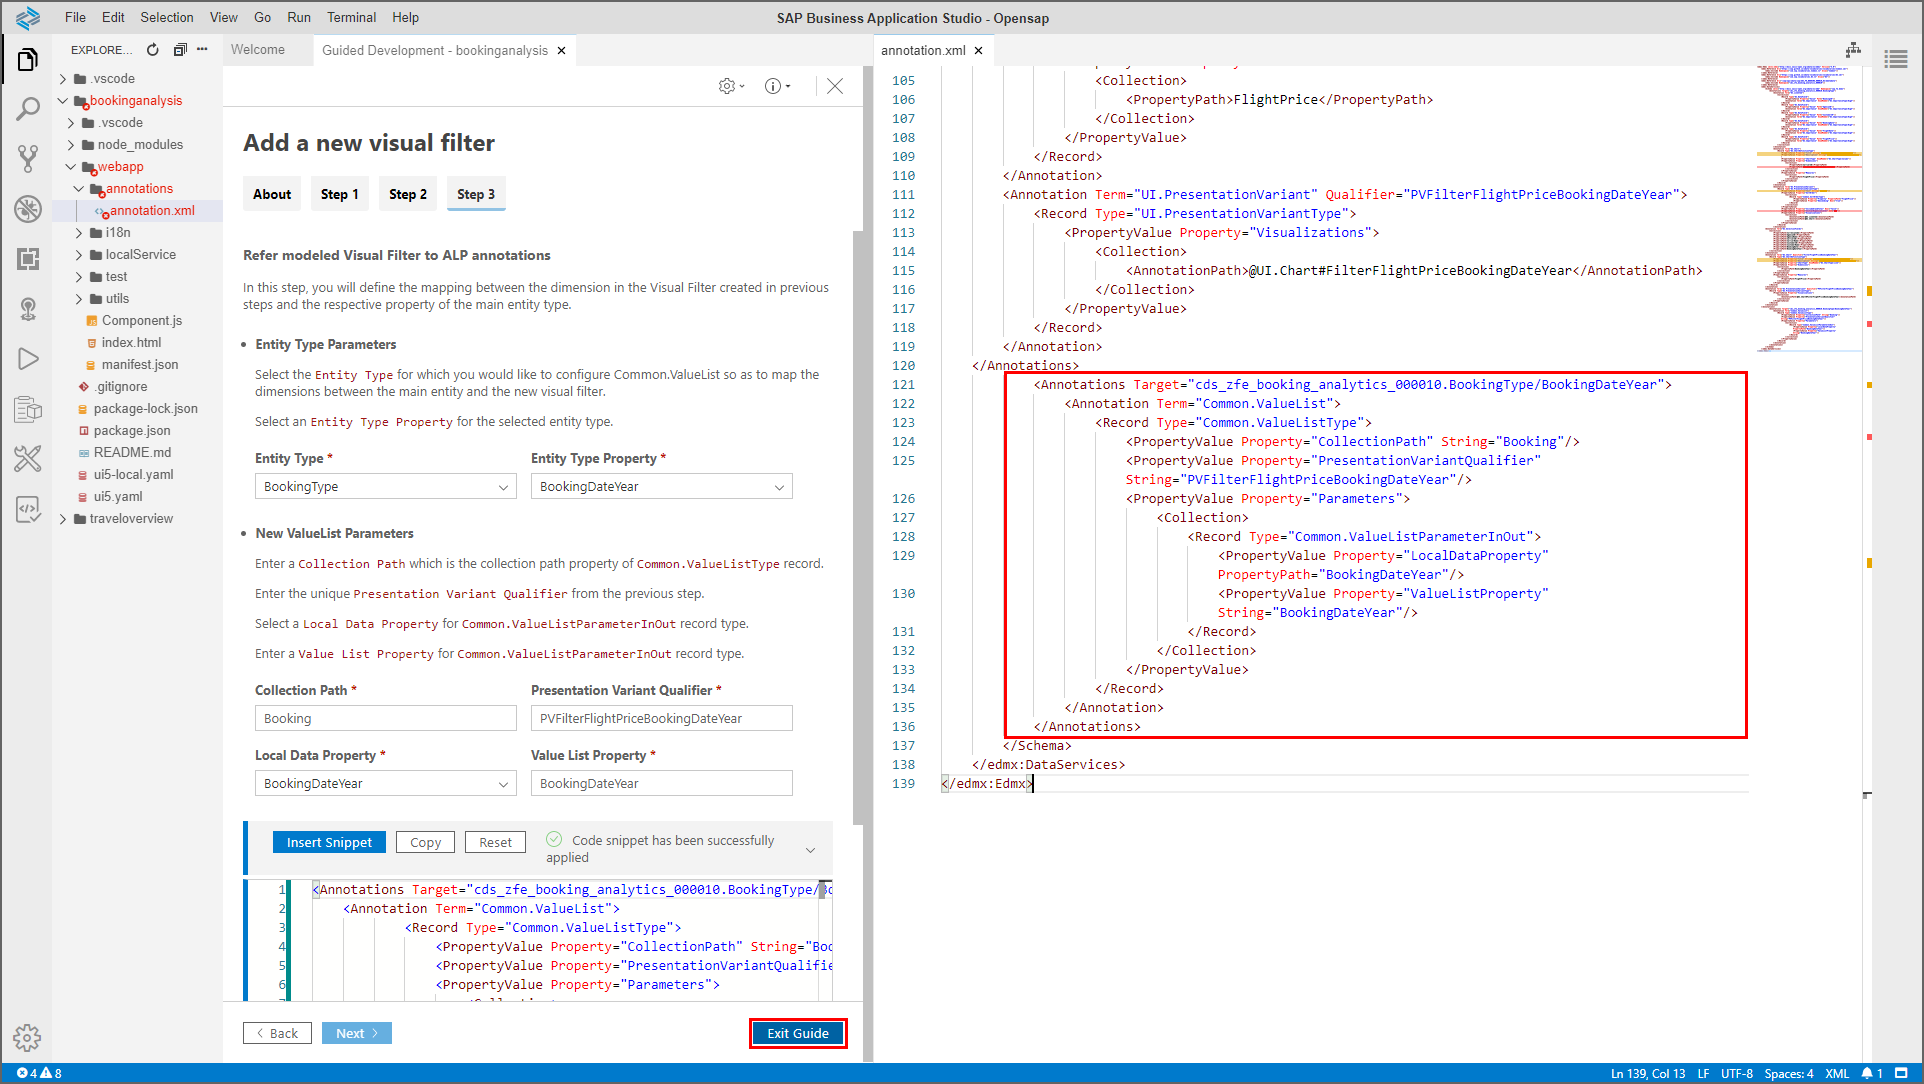 File Edit Selection View Go Run Terminal Help
SAP Business Application Studio - Opensap
EXPLORE...
.vscode
bookinganalysis
.vscode
node_modules
webapp
annotations
annotation.xml
i18n
localService
test
utils
Component.js
index.html
manifest.json
.gitignore
package-lock.json
package.json
README.md
ui5-local.yaml
ui5.yaml
traveloverview
Welcome
Guided Development - bookinganalysis
Add a new visual filter
About Step 1 Step 2 Step 3
Refer modeled Visual Filter to ALP annotations
In this step, you will define the mapping between the dimension in the Visual Filter created in previous
steps and the respective property of the main entity type.
• Entity Type Parameters
Select the Entity Type for which you would like to configure Common.ValueList so as to map the
dimensions between the main entity and the new visual filter.
Select an Entity Type Property for the selected entity type.
Entity Type * Entity Type Property *
BookingType BookingDateYear
• New ValueList Parameters
Enter a Collection Path which is the collection path property of Common.ValueListType record.
Enter the unique Presentation Variant Qualifier from the previous step.
Select a Local Data Property for Common.ValueListParameterInOut record type.
Enter a Value List Property for Common.ValueListParameterInOut record type.
Collection Path * Presentation Variant Qualifier *
Booking PVFilterFlightPriceBookingDateYear
Local Data Property * Value List Property *
BookingDateYear BookingDateYear
Insert Snippet Copy Reset Code snippet has been successfully
applied
1 <Annotations Target="cds_zfe_booking_analytics_000010.BookingType/Bo
2 <Annotation Term="Common.ValueList">
3 <Record Type="Common.ValueListType">
4 <PropertyValue Property="CollectionPath" String="Boo
5 <PropertyValue Property="PresentationVariantQualifie
6 <PropertyValue Property="Parameters">
Back Next Exit Guide
annotation.xml
105 <Collection>
106 <PropertyPath>FlightPrice</PropertyPath>
107 </Collection>
108 </PropertyValue>
109 </Record>
110 </Annotation>
111 <Annotation Term="UI.PresentationVariant" Qualifier="PVFilterFlightPriceBookingDateYear">
112 <Record Type="UI.PresentationVariantType">
113 <PropertyValue Property="Visualizations">
114 <Collection>
115 <AnnotationPath>@UI.Chart#FilterFlightPriceBookingDateYear</AnnotationPath>
116 </Collection>
117 </PropertyValue>
118 </Record>
119 </Annotation>
120 </Annotations>
121 <Annotations Target="cds_zfe_booking_analytics_000010.BookingType/BookingDateYear">
122 <Annotation Term="Common.ValueList">
123 <Record Type="Common.ValueListType">
124 <PropertyValue Property="CollectionPath" String="Booking"/>
125 <PropertyValue Property="PresentationVariantQualifier"
String="PVFilterFlightPriceBookingDateYear"/>
126 <PropertyValue Property="Parameters">
127 <Collection>
128 <Record Type="Common.ValueListParameterInOut">
129 <PropertyValue Property="LocalDataProperty"
PropertyPath="BookingDateYear"/>
130 <PropertyValue Property="ValueListProperty"
String="BookingDateYear"/>
131 </Record>
132 </Collection>
133 </PropertyValue>
134 </Record>
135 </Annotation>
136 </Annotations>
137 </Schema>
138 </edmx:DataServices>
139 </edmx:Edmx>
4 8
Ln 139, Col 13 LF UTF-8 Spaces: 4 XML 1